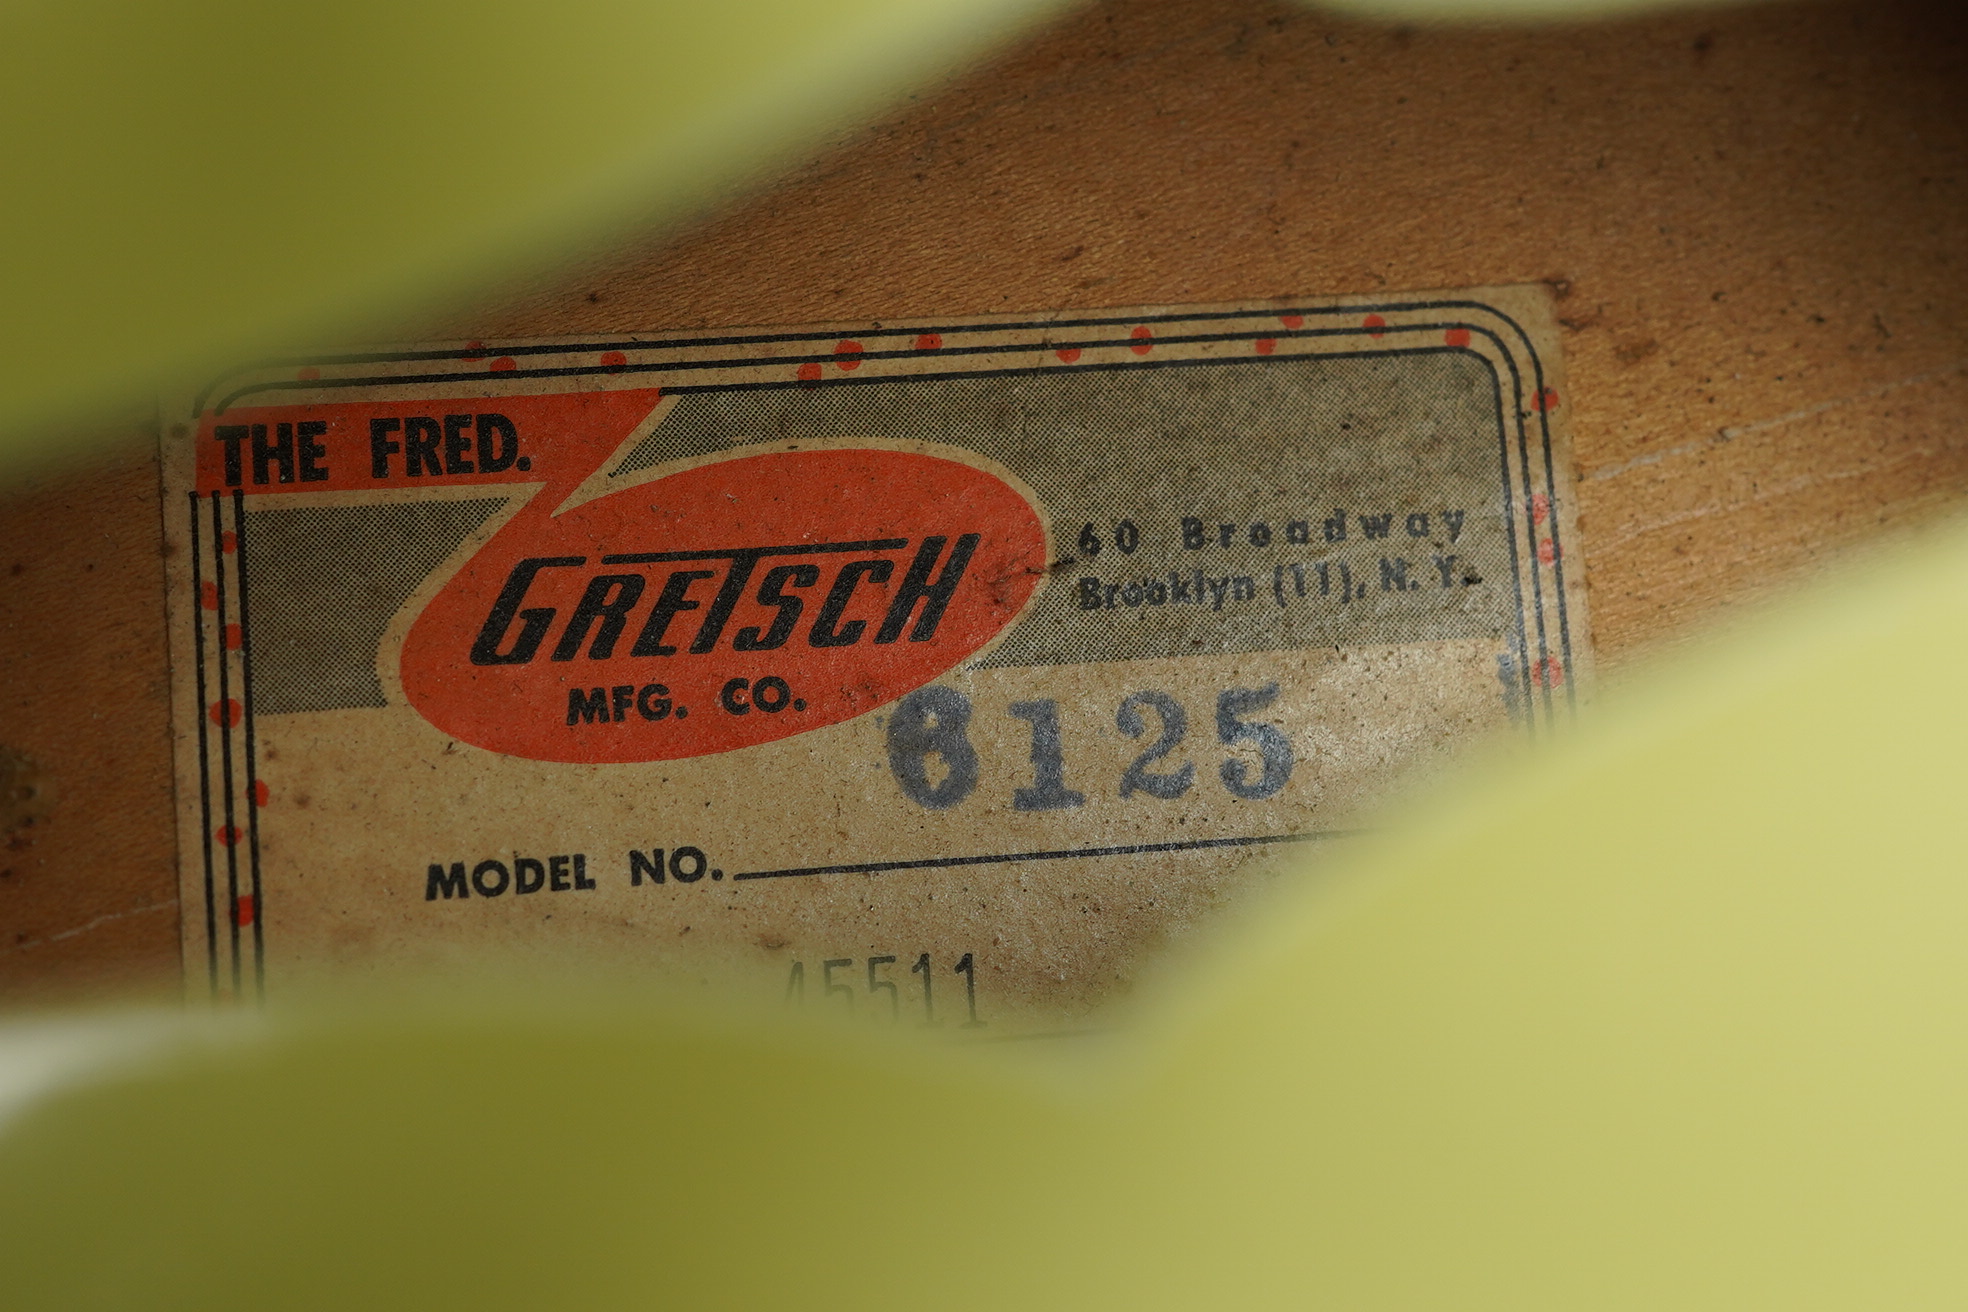 THE FRED.
GRETSCH
MFG. CO.
60 Broadway
Brooklyn (11), N. Y.
6125
MODEL NO.
45511